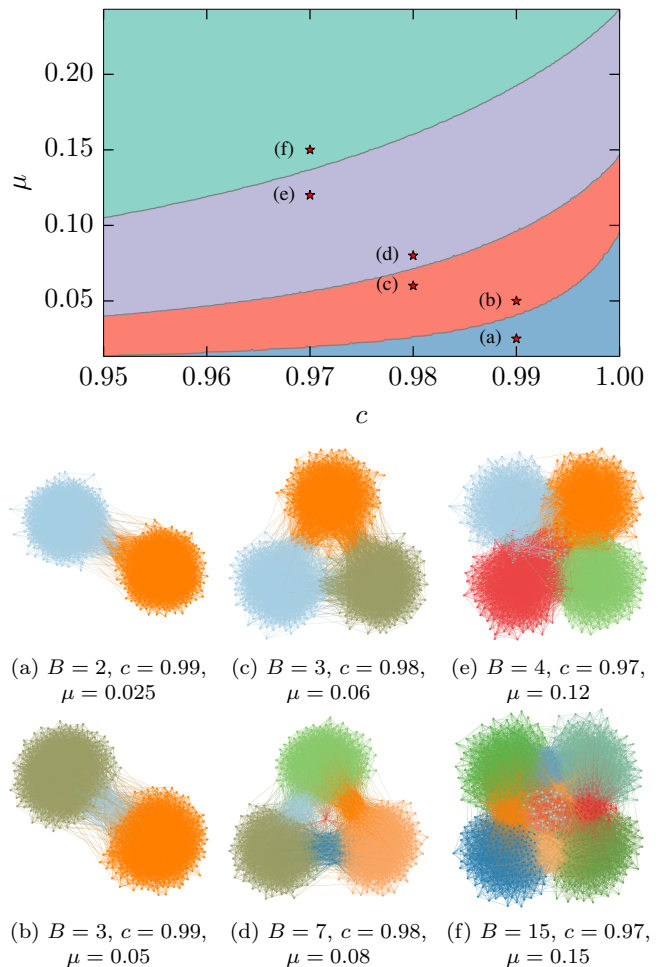 0.20
0.15
0.10
0.05
μ
(f)
(e)
(d)
(c)
(b)
(a)
0.95 0.96 0.97 0.98 0.99 1.00
c
(a) B = 2, c = 0.99,
μ = 0.025
(c) B = 3, c = 0.98,
μ = 0.06
(e) B = 4, c = 0.97,
μ = 0.12
(b) B = 3, c = 0.99,
μ = 0.05
(d) B = 7, c = 0.98,
μ = 0.08
(f) B = 15, c = 0.97,
μ = 0.15